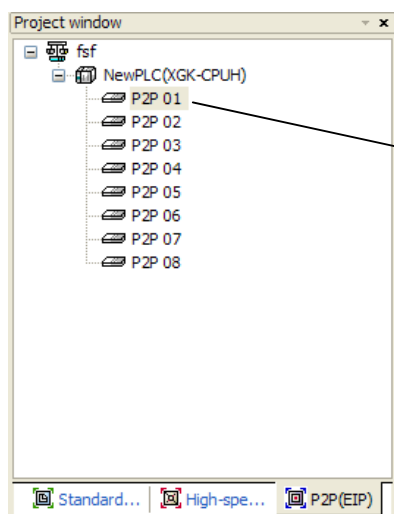 Project window
fsf
NewPLC(XGK-CPUH)
P2P 01
P2P 02
P2P 03
P2P 04
P2P 05
P2P 06
P2P 07
P2P 08
Standard... High-spe... P2P(EIP)